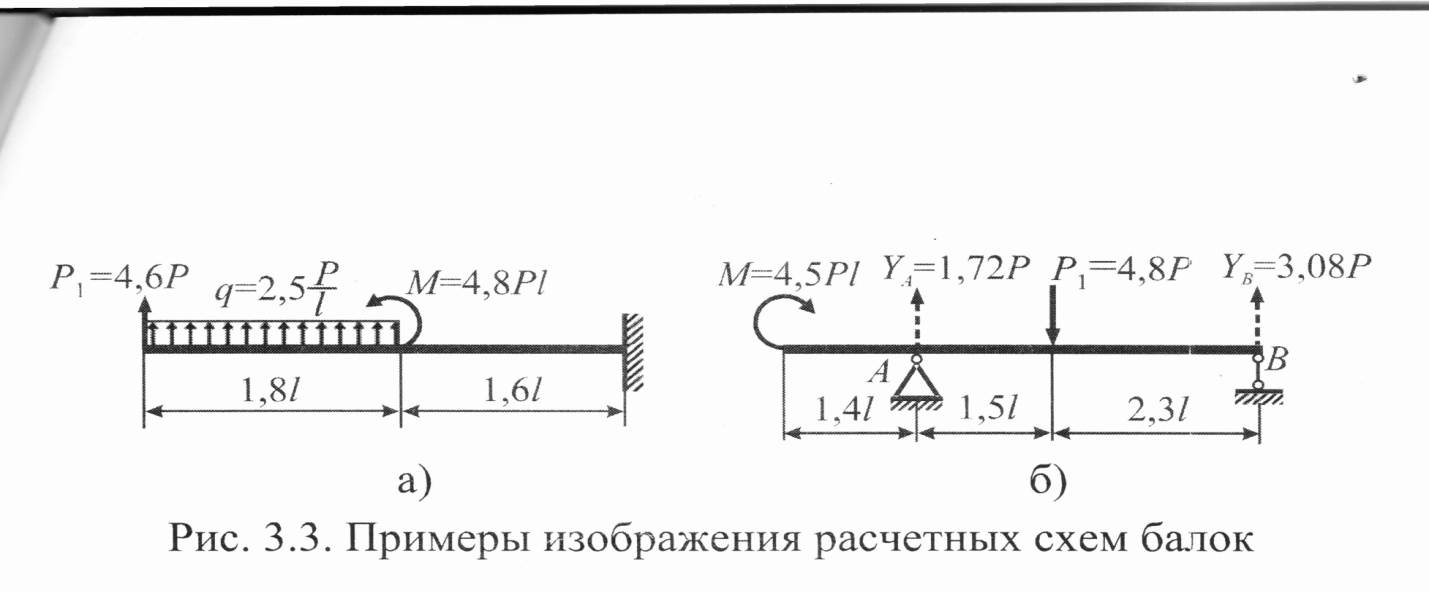 P₁=4,6P q=2,5 P/l M=4,8Pl
1,8l 1,6l
а)
M=4,5Pl Y_A=1,72P P₁=4,8P Y_B=3,08P
A B
1,4l 1,5l 2,3l
б)
Рис. 3.3. Примеры изображения расчетных схем балок